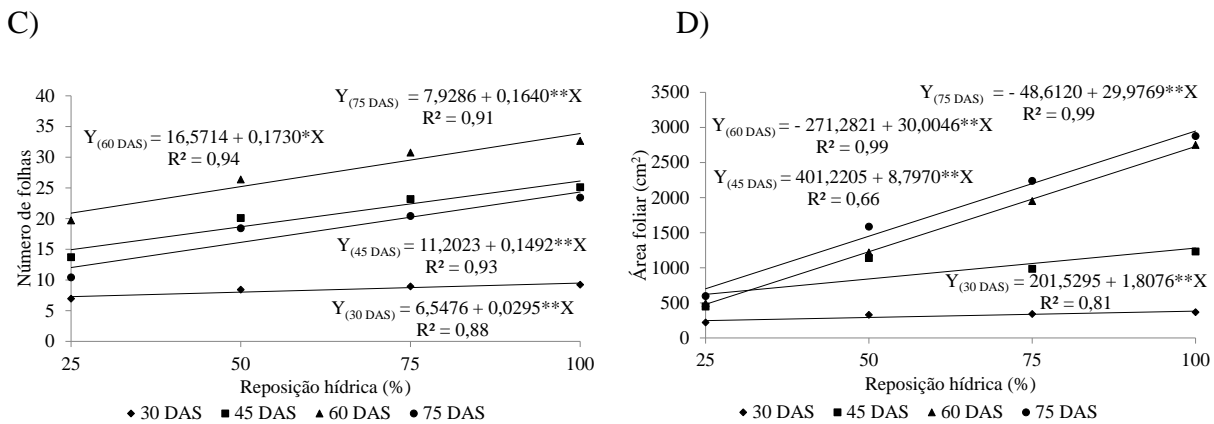 C)
Y(75 DAS) = 7,9286 + 0,1640**X
R² = 0,91
Y(60 DAS) = 16,5714 + 0,1730*X
R² = 0,94
Y(45 DAS) = 11,2023 + 0,1492**X
R² = 0,93
Y(30 DAS) = 6,5476 + 0,0295**X
R² = 0,88
Número de folhas
40
35
30
25
20
15
10
5
0
25 50 75 100
Reposição hídrica (%)
30 DAS 45 DAS 60 DAS 75 DAS
D)
Y(75 DAS) = - 48,6120 + 29,9769**X
R² = 0,99
Y(60 DAS) = - 271,2821 + 30,0046**X
R² = 0,99
Y(45 DAS) = 401,2205 + 8,7970**X
R² = 0,66
Y(30 DAS) = 201,5295 + 1,8076**X
R² = 0,81
Área foliar (cm²)
3500
3000
2500
2000
1500
1000
500
0
25 50 75 100
Reposição hídrica (%)
30 DAS 45 DAS 60 DAS 75 DAS